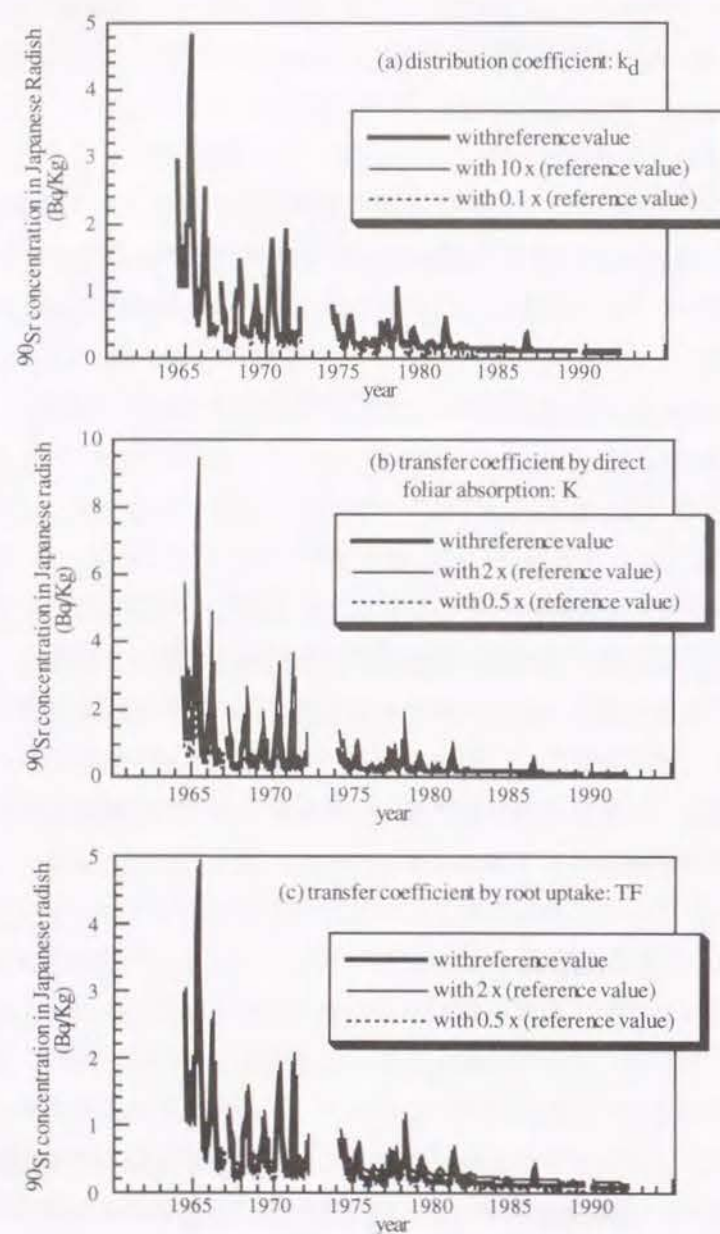 (a) distribution coefficient: kd
withreference value
with 10 x (reference value)
with 0.1 x (reference value)
90Sr concentration in Japanese Radish
(Bq/Kg)
5
4
3
2
1
0
1965 1970 1975 1980 1985 1990
year
(b) transfer coefficient by direct
foliar absorption: K
withreference value
with 2 x (reference value)
with 0.5 x (reference value)
90Sr concentration in Japanese radish
(Bq/Kg)
10
8
6
4
2
0
1965 1970 1975 1980 1985 1990
year
(c) transfer coefficient by root uptake: TF
withreference value
with 2 x (reference value)
with 0.5 x (reference value)
90Sr concentration in Japanese radish
(Bq/Kg)
5
4
3
2
1
0
1965 1970 1975 1980 1985 1990
year